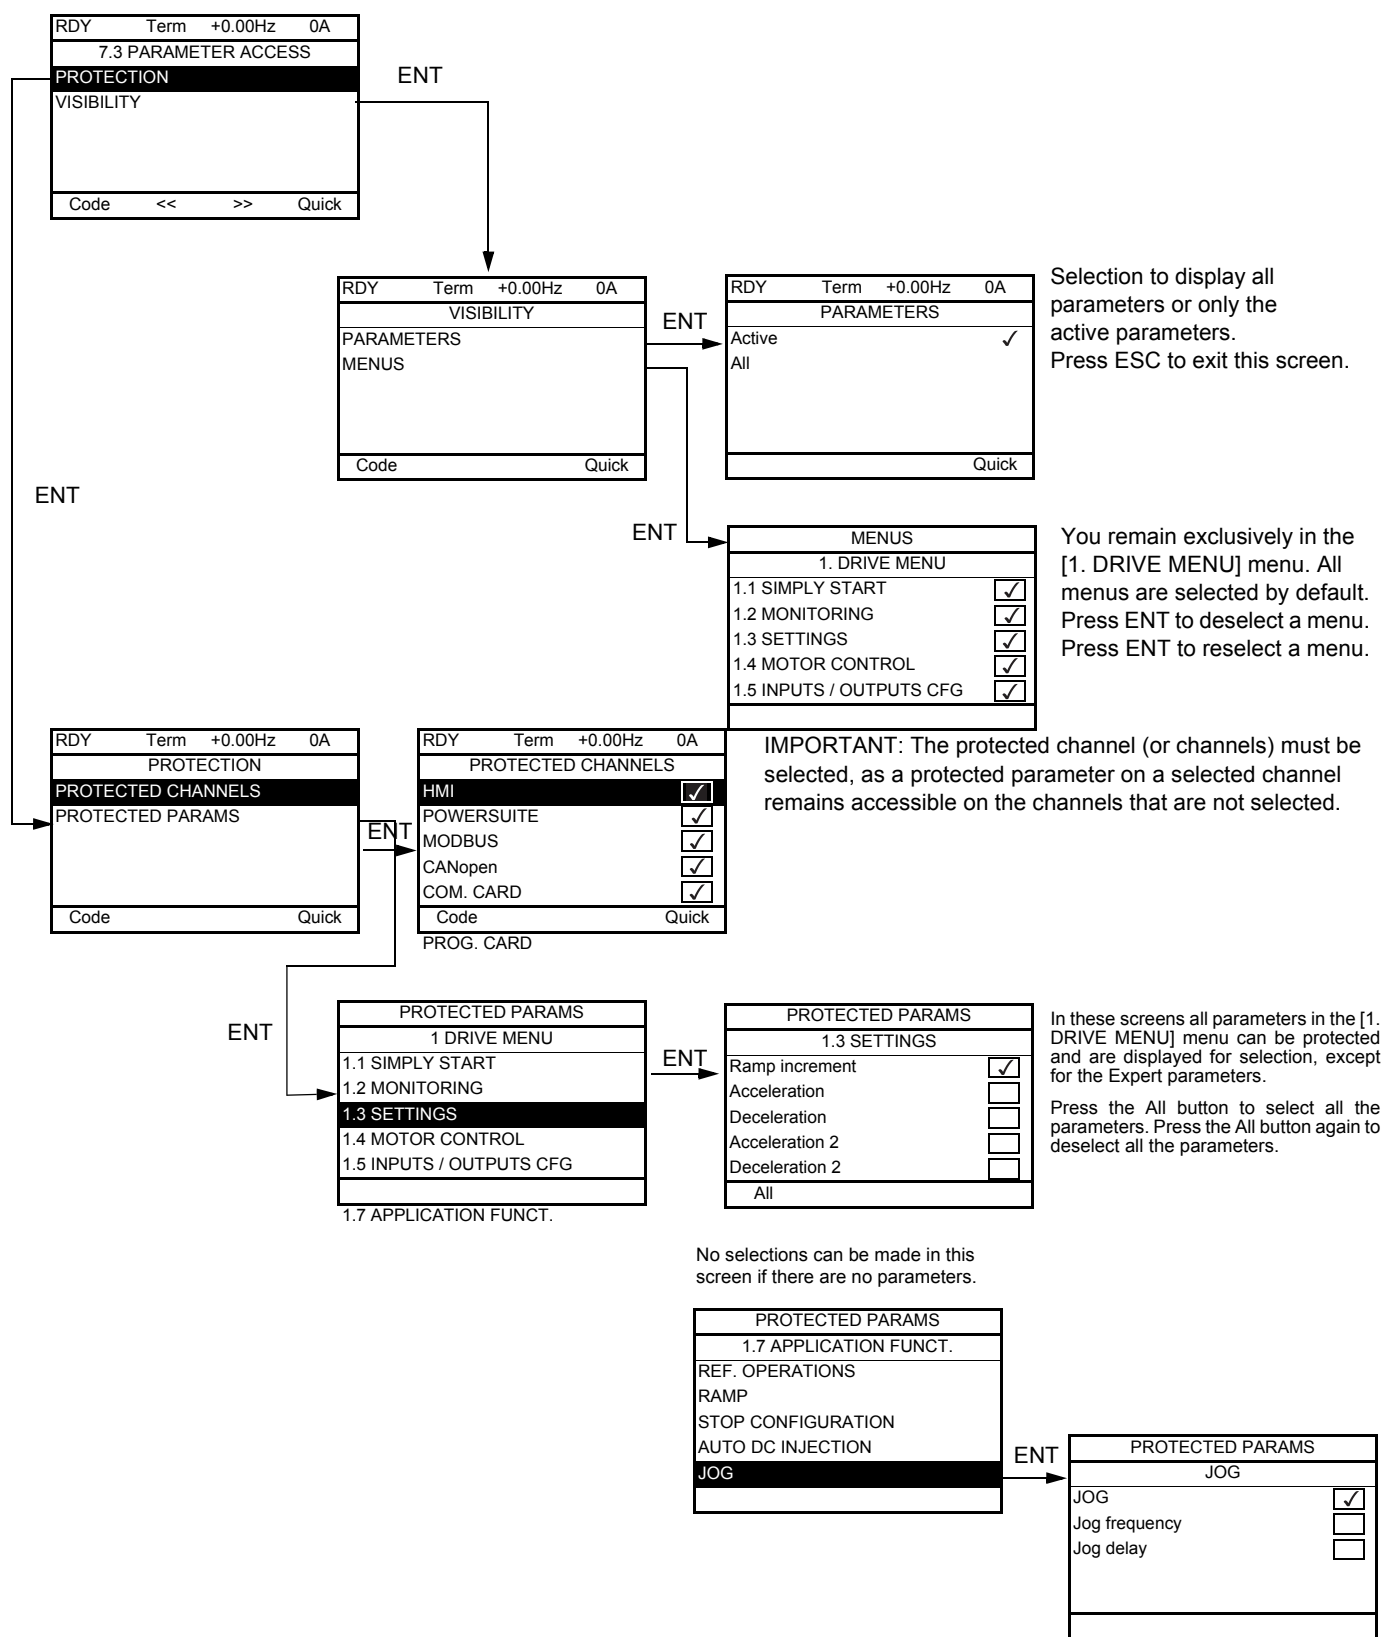 RDY Term +0.00Hz 0A
7.3 PARAMETER ACCESS
PROTECTION
VISIBILITY
Code << >> Quick
ENT
RDY Term +0.00Hz 0A
VISIBILITY
PARAMETERS
MENUS
Code Quick
ENT
RDY Term +0.00Hz 0A
PARAMETERS
Active ✓
All
Quick
Selection to display all
parameters or only the
active parameters.
Press ESC to exit this screen.
ENT
ENT
MENUS
1. DRIVE MENU
1.1 SIMPLY START ✓
1.2 MONITORING ✓
1.3 SETTINGS ✓
1.4 MOTOR CONTROL ✓
1.5 INPUTS / OUTPUTS CFG ✓
You remain exclusively in the
[1. DRIVE MENU] menu. All
menus are selected by default.
Press ENT to deselect a menu.
Press ENT to reselect a menu.
RDY Term +0.00Hz 0A
PROTECTION
PROTECTED CHANNELS
PROTECTED PARAMS
Code Quick
ENT
RDY Term +0.00Hz 0A
PROTECTED CHANNELS
HMI ✓
POWERSUITE ✓
MODBUS ✓
CANopen ✓
COM. CARD ✓
Code Quick
PROG. CARD
IMPORTANT: The protected channel (or channels) must be
selected, as a protected parameter on a selected channel
remains accessible on the channels that are not selected.
ENT
PROTECTED PARAMS
1 DRIVE MENU
1.1 SIMPLY START
1.2 MONITORING
1.3 SETTINGS
1.4 MOTOR CONTROL
1.5 INPUTS / OUTPUTS CFG
1.7 APPLICATION FUNCT.
ENT
PROTECTED PARAMS
1.3 SETTINGS
Ramp increment ✓
Acceleration
Deceleration
Acceleration 2
Deceleration 2
All
In these screens all parameters in the [1.
DRIVE MENU] menu can be protected
and are displayed for selection, except
for the Expert parameters.
Press the All button to select all the
parameters. Press the All button again to
deselect all the parameters.
No selections can be made in this
screen if there are no parameters.
PROTECTED PARAMS
1.7 APPLICATION FUNCT.
REF. OPERATIONS
RAMP
STOP CONFIGURATION
AUTO DC INJECTION
JOG
ENT
PROTECTED PARAMS
JOG
JOG ✓
Jog frequency
Jog delay